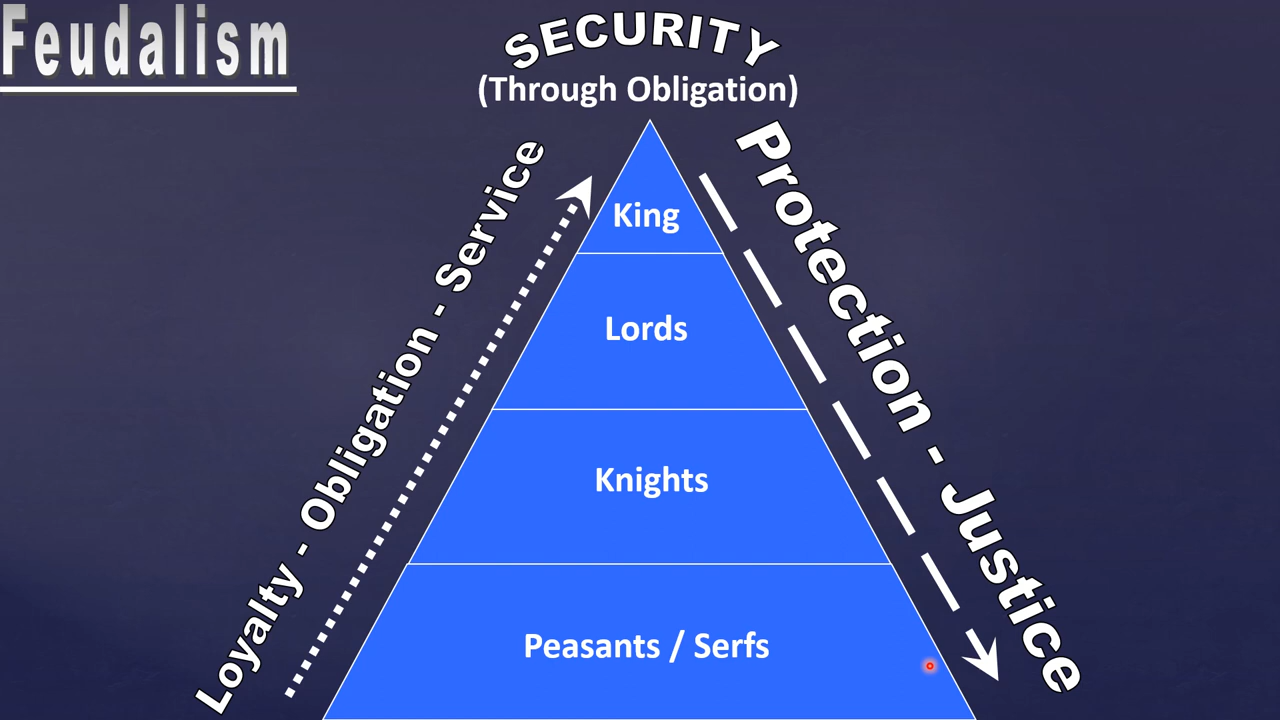 Feudalism
SECURITY
(Through Obligation)
Loyalty - Obligation - Service
Protection - Justice
King
Lords
Knights
Peasants / Serfs